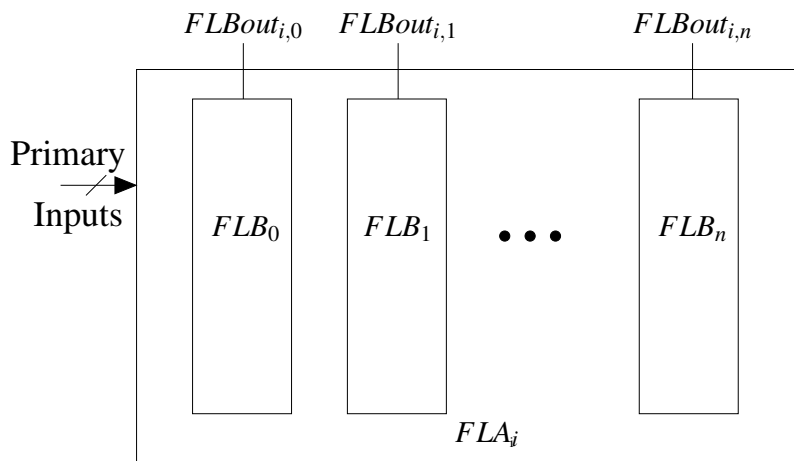 FLBout_{i,0} FLBout_{i,1} FLBout_{i,n}
Primary
Inputs
FLB_0 FLB_1 FLB_n
FLA_i